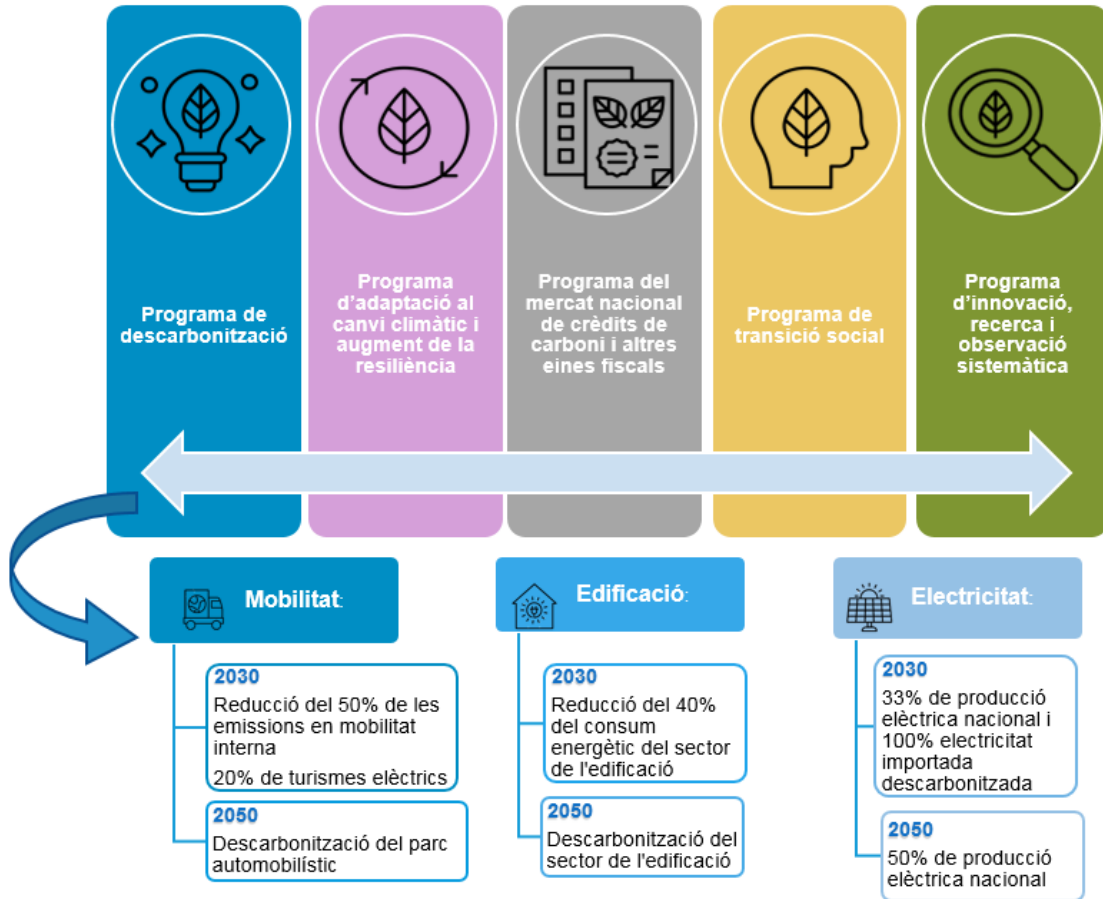 Programa de
descarbonització
Programa
d’adaptació al
canvi climàtic i
augment de la
resiliència
Programa del
mercat nacional
de crèdits de
carboni i altres
eines fiscals
Programa de
transició social
Programa
d’innovació,
recerca i
observació
sistemàtica
Mobilitat:
2030
Reducció del 50% de les
emissions en mobilitat
interna
20% de turismes elèctrics
2050
Descarbonització del parc
automobilístic
Edificació:
2030
Reducció del 40%
del consum
energètic del sector
de l'edificació
2050
Descarbonització del
sector de l'edificació
Electricitat:
2030
33% de producció
elèctrica nacional i
100% electricitat
importada
descarbonitzada
2050
50% de producció
elèctrica nacional